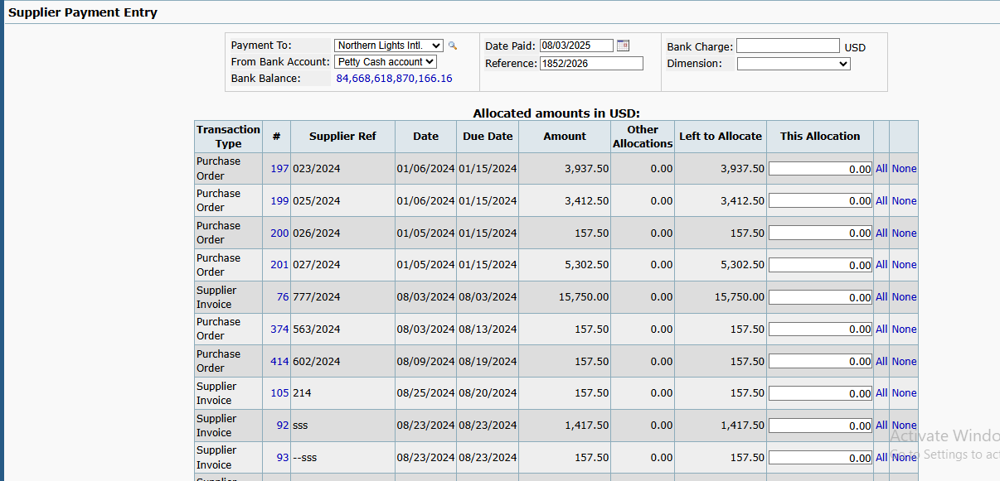 Supplier Payment Entry
Payment To: Northern Lights Intl. Date Paid: 08/03/2025 Bank Charge: USD
From Bank Account: Petty Cash account Reference: 1852/2026 Dimension:
Bank Balance: 84,668,618,870,166.16
Allocated amounts in USD:
Transaction Type # Supplier Ref Date Due Date Amount Other Allocations Left to Allocate This Allocation
Purchase Order 197 023/2024 01/06/2024 01/15/2024 3,937.50 0.00 3,937.50 0.00 All None
Purchase Order 199 025/2024 01/06/2024 01/15/2024 3,412.50 0.00 3,412.50 0.00 All None
Purchase Order 200 026/2024 01/05/2024 01/15/2024 157.50 0.00 157.50 0.00 All None
Purchase Order 201 027/2024 01/05/2024 01/15/2024 5,302.50 0.00 5,302.50 0.00 All None
Supplier Invoice 76 777/2024 08/03/2024 08/03/2024 15,750.00 0.00 15,750.00 0.00 All None
Purchase Order 374 563/2024 08/03/2024 08/13/2024 157.50 0.00 157.50 0.00 All None
Purchase Order 414 602/2024 08/09/2024 08/19/2024 157.50 0.00 157.50 0.00 All None
Supplier Invoice 105 214 08/25/2024 08/20/2024 157.50 0.00 157.50 0.00 All None
Supplier Invoice 92 sss 08/23/2024 08/23/2024 1,417.50 0.00 1,417.50 0.00 All None
Activate Windo
Supplier Invoice 93 --sss 08/23/2024 08/23/2024 157.50 0.00 157.50 0.00 All None
Go to Settings to act
Supplier